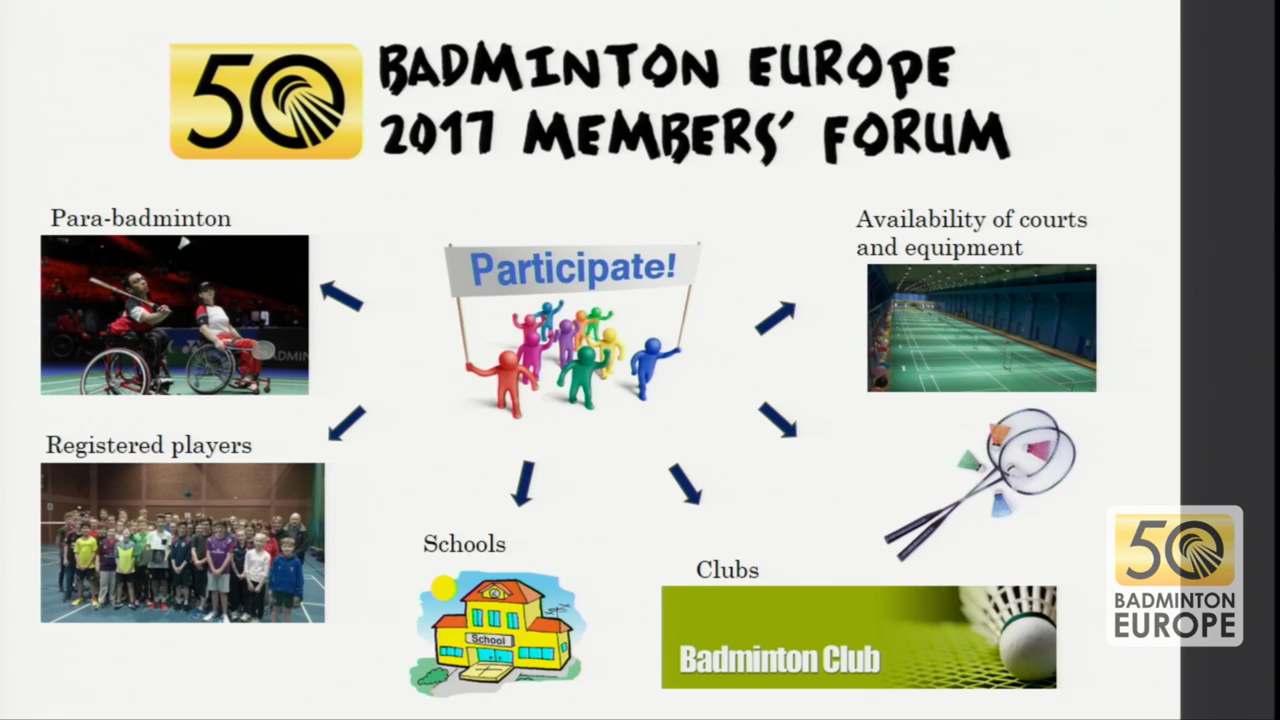 50 BADMINTON EUROPE
2017 MEMBERS' FORUM
Para-badminton
Availability of courts
and equipment
Participate!
Registered players
Schools
School
Clubs
Badminton Club
50
BADMINTON
EUROPE